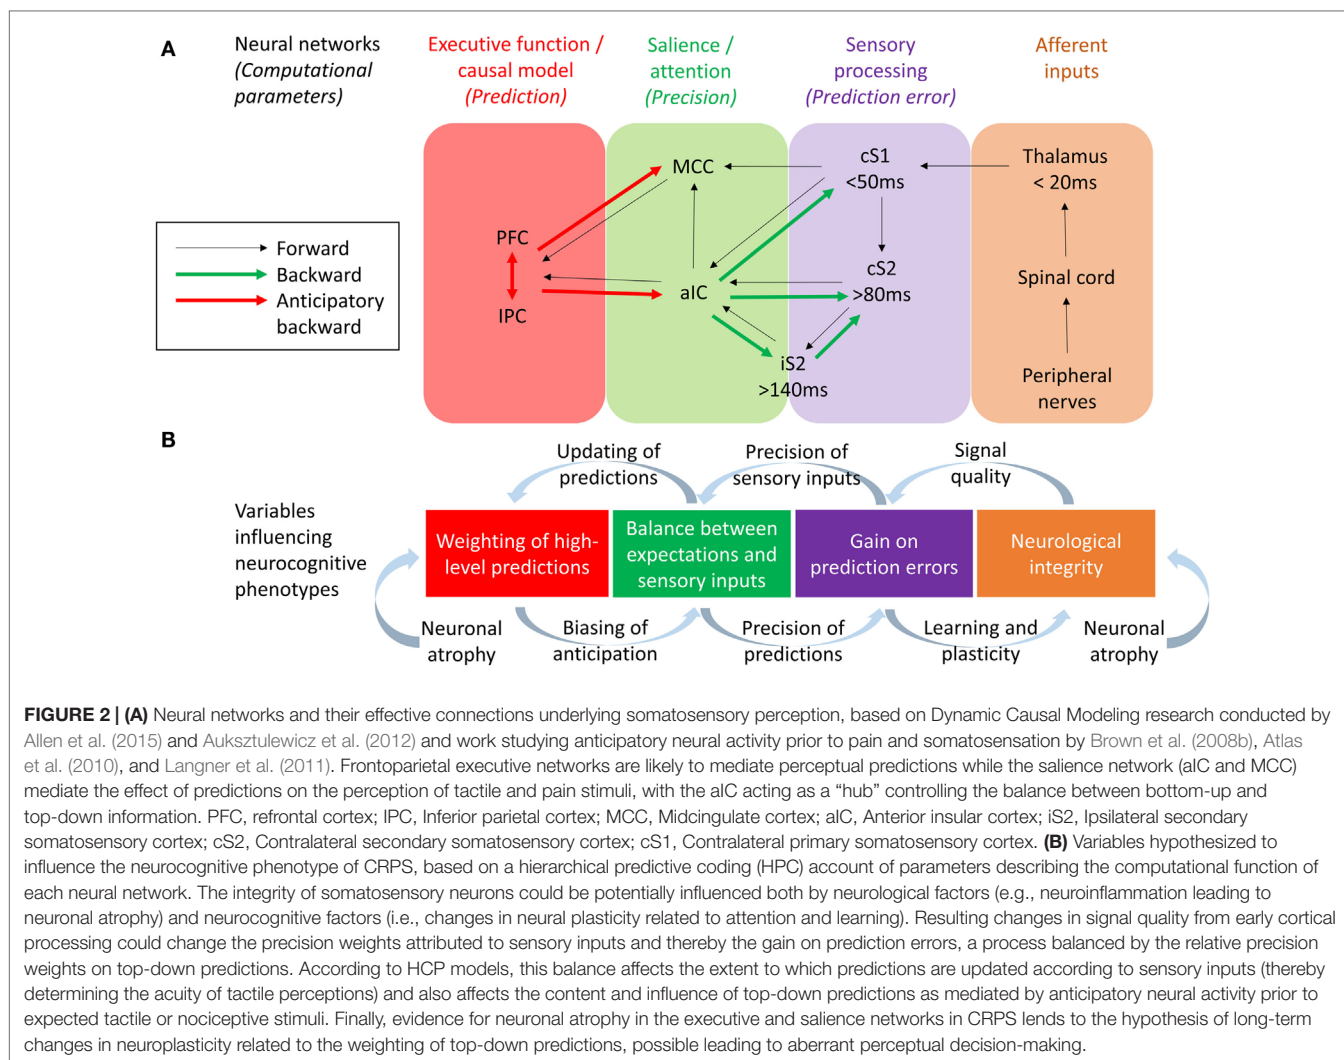 A
Neural networks
(Computational
parameters)
Executive function /
causal model
(Prediction)
Salience /
attention
(Precision)
Sensory
processing
(Prediction error)
Afferent
inputs
MCC
cS1
<50ms
Thalamus
< 20ms
PFC
IPC
aIC
cS2
>80ms
iS2
>140ms
Spinal cord
Peripheral
nerves
Forward
Backward
Anticipatory
backward
B
Updating of
predictions
Precision of
sensory inputs
Signal
quality
Variables
influencing
neurocognitive
phenotypes
Weighting of high-
level predictions
Balance between
expectations and
sensory inputs
Gain on
prediction errors
Neurological
integrity
Neuronal
atrophy
Biasing of
anticipation
Precision of
predictions
Learning and
plasticity
Neuronal
atrophy
FIGURE 2 | (A) Neural networks and their effective connections underlying somatosensory perception, based on Dynamic Causal Modeling research conducted by
Allen et al. (2015) and Auksztulewicz et al. (2012) and work studying anticipatory neural activity prior to pain and somatosensation by Brown et al. (2008b), Atlas
et al. (2010), and Langner et al. (2011). Frontoparietal executive networks are likely to mediate perceptual predictions while the salience network (aIC and MCC)
mediate the effect of predictions on the perception of tactile and pain stimuli, with the aIC acting as a “hub” controlling the balance between bottom-up and
top-down information. PFC, refrontal cortex; IPC, Inferior parietal cortex; MCC, Midcingulate cortex; aIC, Anterior insular cortex; iS2, Ipsilateral secondary
somatosensory cortex; cS2, Contralateral secondary somatosensory cortex; cS1, Contralateral primary somatosensory cortex. (B) Variables hypothesized to
influence the neurocognitive phenotype of CRPS, based on a hierarchical predictive coding (HPC) account of parameters describing the computational function of
each neural network. The integrity of somatosensory neurons could be potentially influenced both by neurological factors (e.g., neuroinflammation leading to
neuronal atrophy) and neurocognitive factors (i.e., changes in neural plasticity related to attention and learning). Resulting changes in signal quality from early cortical
processing could change the precision weights attributed to sensory inputs and thereby the gain on prediction errors, a process balanced by the relative precision
weights on top-down predictions. According to HCP models, this balance affects the extent to which predictions are updated according to sensory inputs (thereby
determining the acuity of tactile perceptions) and also affects the content and influence of top-down predictions as mediated by anticipatory neural activity prior to
expected tactile or nociceptive stimuli. Finally, evidence for neuronal atrophy in the executive and salience networks in CRPS lends to the hypothesis of long-term
changes in neuroplasticity related to the weighting of top-down predictions, possible leading to aberrant perceptual decision-making.